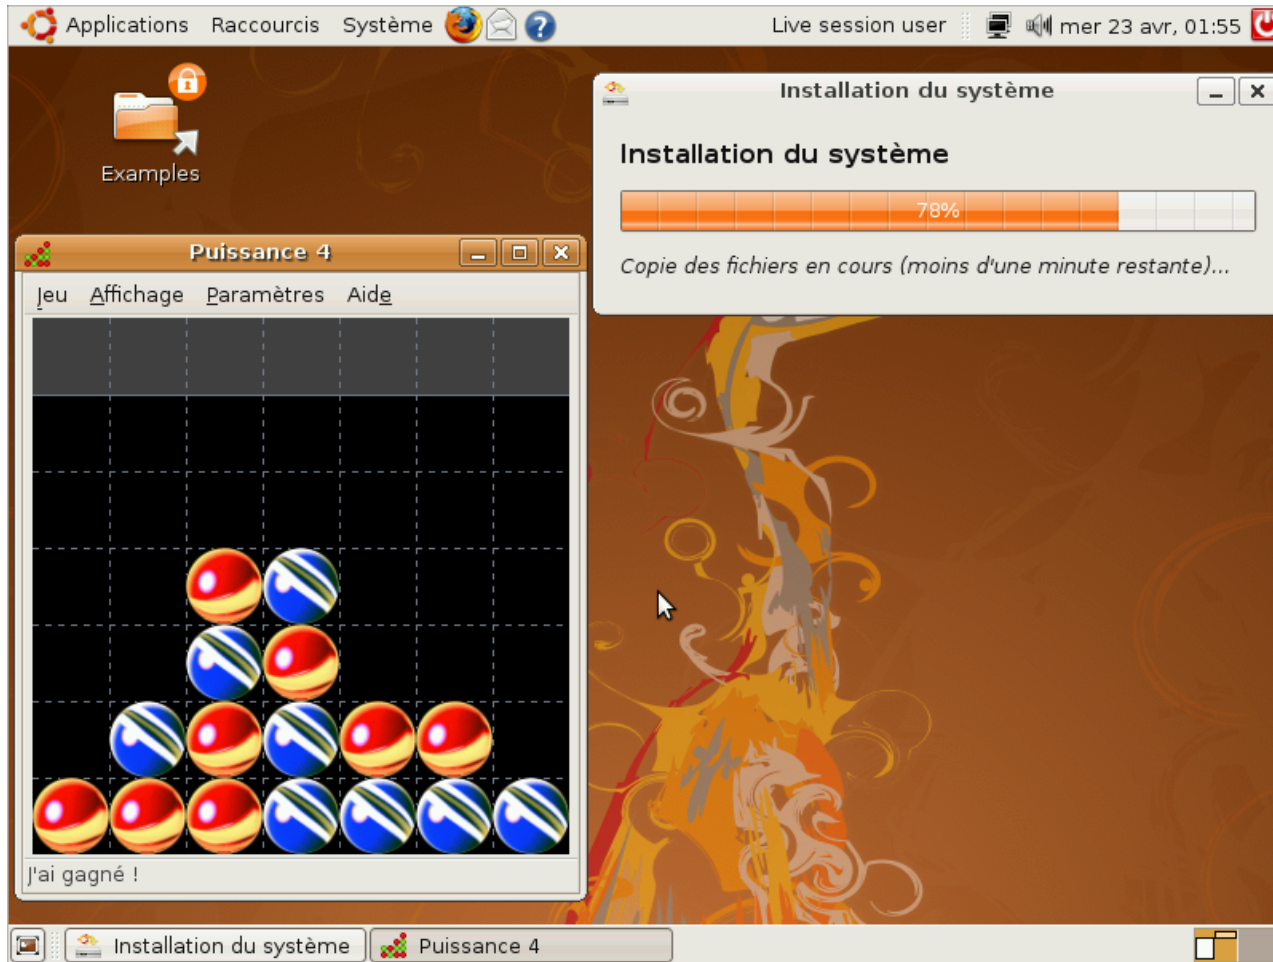 Applications Raccourcis Système Live session user mer 23 avr, 01:55
Examples
Installation du système
Installation du système
78%
Copie des fichiers en cours (moins d'une minute restante)...
Puissance 4
Jeu Affichage Paramètres Aide
J'ai gagné !
Installation du système Puissance 4